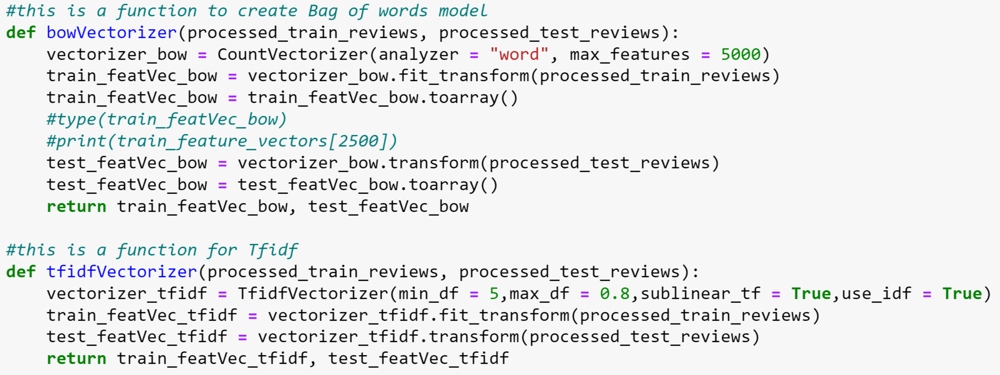 #this is a function to create Bag of words model
def bowVectorizer(processed_train_reviews, processed_test_reviews):
    vectorizer_bow = CountVectorizer(analyzer = "word", max_features = 5000)
    train_featVec_bow = vectorizer_bow.fit_transform(processed_train_reviews)
    train_featVec_bow = train_featVec_bow.toarray()
    #type(train_featVec_bow)
    #print(train_feature_vectors[2500])
    test_featVec_bow = vectorizer_bow.transform(processed_test_reviews)
    test_featVec_bow = test_featVec_bow.toarray()
    return train_featVec_bow, test_featVec_bow

#this is a function for Tfidf
def tfidfVectorizer(processed_train_reviews, processed_test_reviews):
    vectorizer_tfidf = TfidfVectorizer(min_df = 5,max_df = 0.8,sublinear_tf = True,use_idf = True)
    train_featVec_tfidf = vectorizer_tfidf.fit_transform(processed_train_reviews)
    test_featVec_tfidf = vectorizer_tfidf.transform(processed_test_reviews)
    return train_featVec_tfidf, test_featVec_tfidf